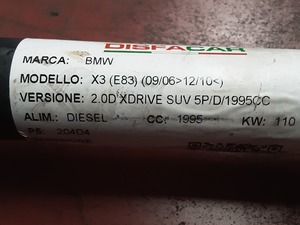 DISFACAR
MARCA: BMW
MODELLO: X3 (E83) (09/06>12/10<)
VERSIONE: 2.0D XDRIVE SUV 5P/D/1995CC
ALIM.: DIESEL CC: 1995 KW: 110
204D4